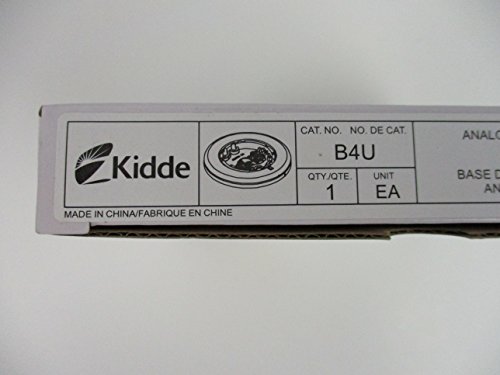 Kidde
CAT. NO. NO. DE CAT.
B4U
QTY./QTE. UNIT
1 EA
ANALO
BASE D
AN
MADE IN CHINA/FABRIQUE EN CHINE